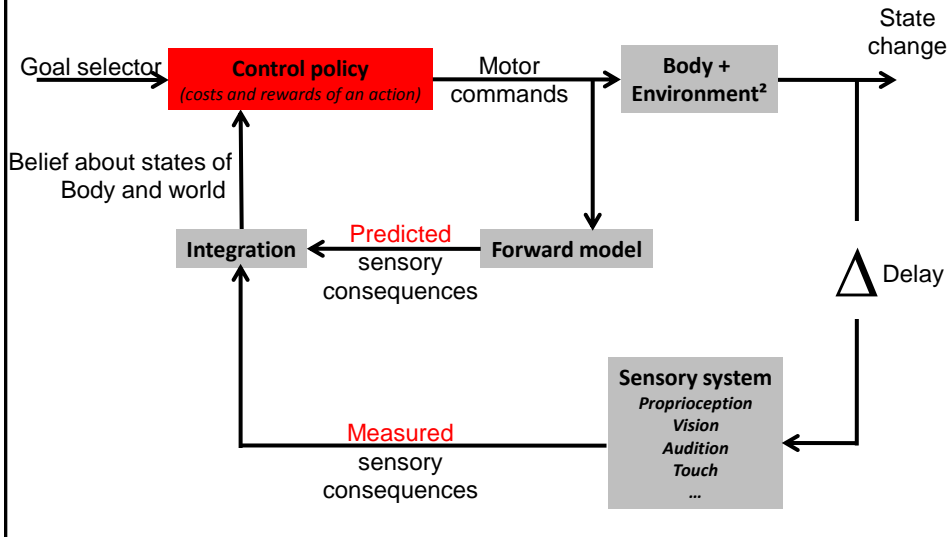 State
change
Goal selector
Control policy
(costs and rewards of an action)
Motor
commands
Body +
Environment²
Belief about states of
Body and world
Integration
Predicted
sensory
consequences
Forward model
Δ Delay
Sensory system
Proprioception
Vision
Audition
Touch
...
Measured
sensory
consequences